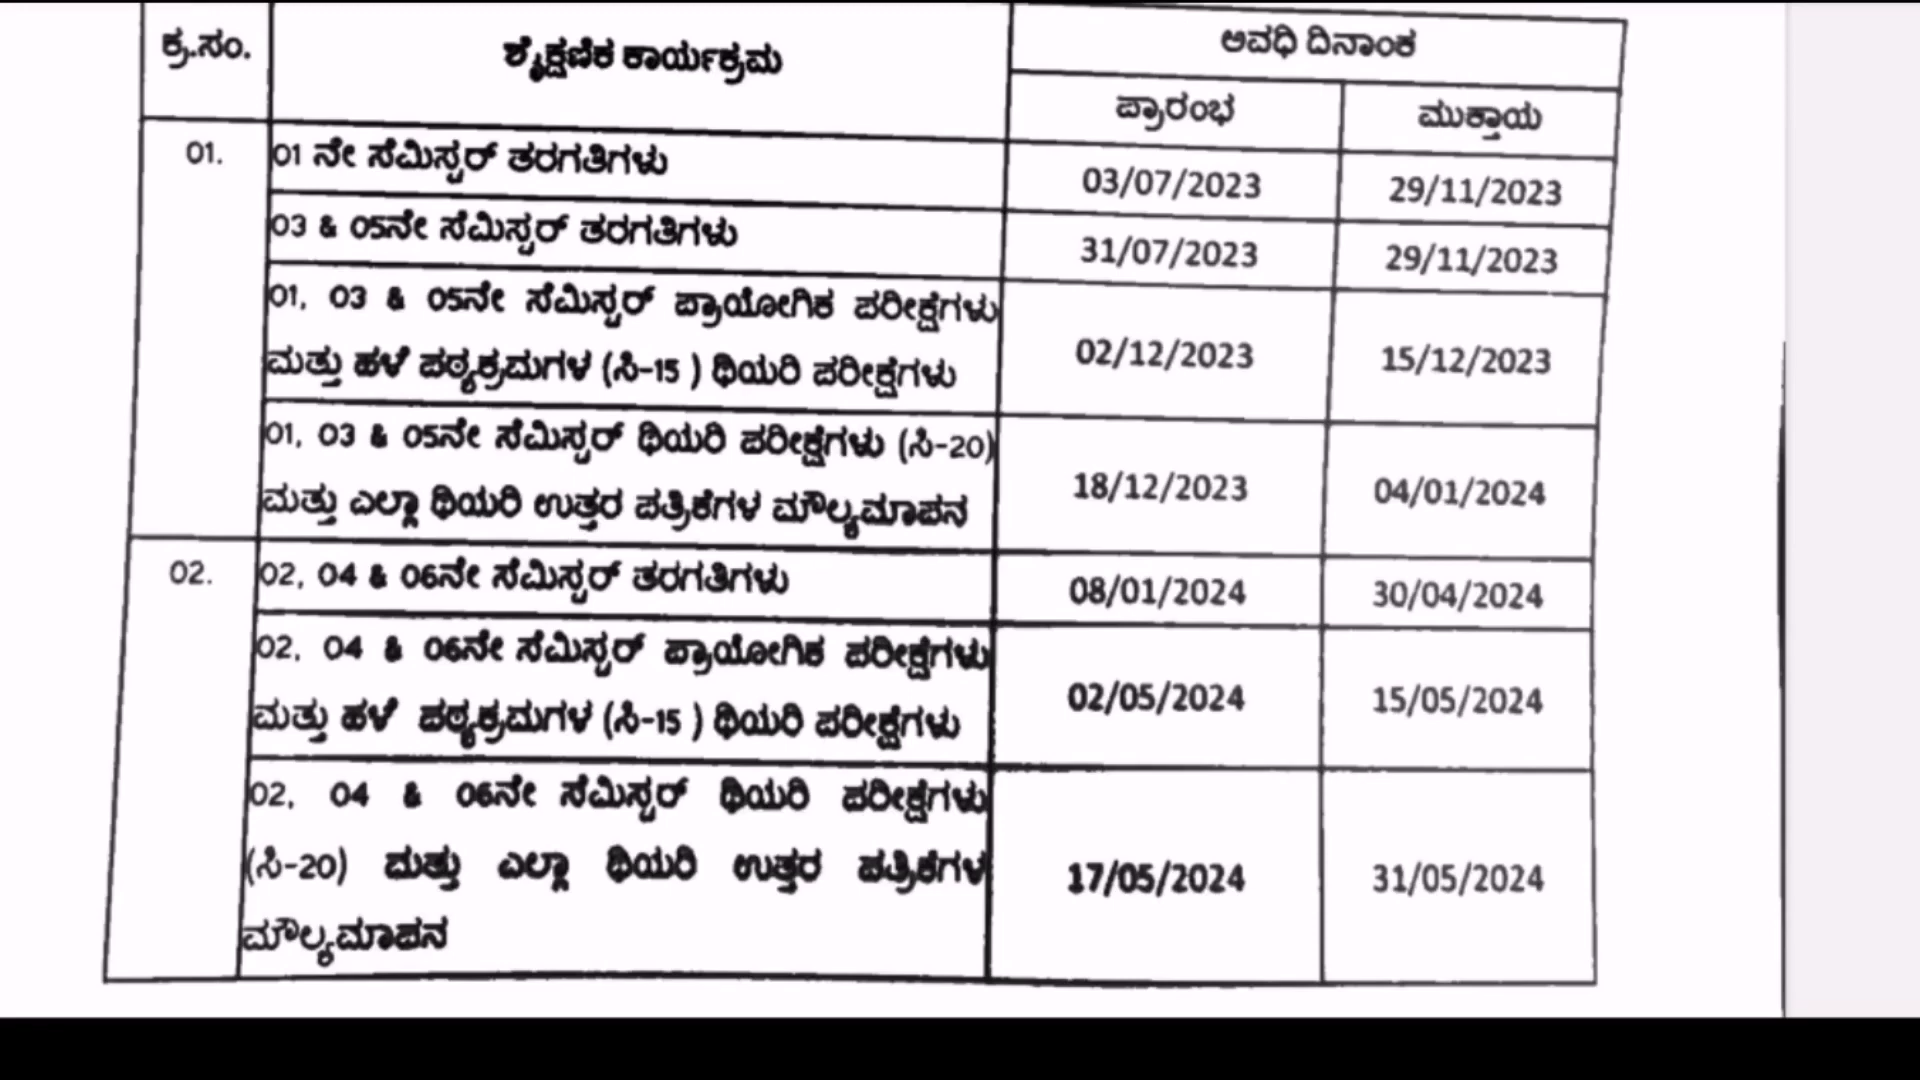 ಕ್ರ.ಸಂ.
ಶೈಕ್ಷಣಿಕ ಕಾರ್ಯಕ್ರಮ
ಅವಧಿ ದಿನಾಂಕ
ಪ್ರಾರಂಭ
ಮುಕ್ತಾಯ
01.
01 ನೇ ಸೆಮಿಸ್ಟರ್ ತರಗತಿಗಳು
03/07/2023
29/11/2023
03 & 05ನೇ ಸೆಮಿಸ್ಟರ್ ತರಗತಿಗಳು
31/07/2023
29/11/2023
01, 03 & 05ನೇ ಸೆಮಿಸ್ಟರ್ ಪ್ರಾಯೋಗಿಕ ಪರೀಕ್ಷೆಗಳು
ಮತ್ತು ಹಳೆ ಪಠ್ಯಕ್ರಮಗಳ (ಸಿ-15 ) ಥಿಯರಿ ಪರೀಕ್ಷೆಗಳು
02/12/2023
15/12/2023
01, 03 & 05ನೇ ಸೆಮಿಸ್ಟರ್ ಥಿಯರಿ ಪರೀಕ್ಷೆಗಳು (ಸಿ-20)
ಮತ್ತು ಎಲ್ಲಾ ಥಿಯರಿ ಉತ್ತರ ಪತ್ರಿಕೆಗಳ ಮೌಲ್ಯಮಾಪನ
18/12/2023
04/01/2024
02.
02, 04 & 06ನೇ ಸೆಮಿಸ್ಟರ್ ತರಗತಿಗಳು
08/01/2024
30/04/2024
02, 04 & 06ನೇ ಸೆಮಿಸ್ಟರ್ ಪ್ರಾಯೋಗಿಕ ಪರೀಕ್ಷೆಗಳು
ಮತ್ತು ಹಳೆ ಪಠ್ಯಕ್ರಮಗಳ (ಸಿ-15 ) ಥಿಯರಿ ಪರೀಕ್ಷೆಗಳು
02/05/2024
15/05/2024
02, 04 & 06ನೇ ಸೆಮಿಸ್ಟರ್ ಥಿಯರಿ ಪರೀಕ್ಷೆಗಳು
(ಸಿ-20) ಮತ್ತು ಎಲ್ಲಾ ಥಿಯರಿ ಉತ್ತರ ಪತ್ರಿಕೆಗಳ
ಮೌಲ್ಯಮಾಪನ
17/05/2024
31/05/2024